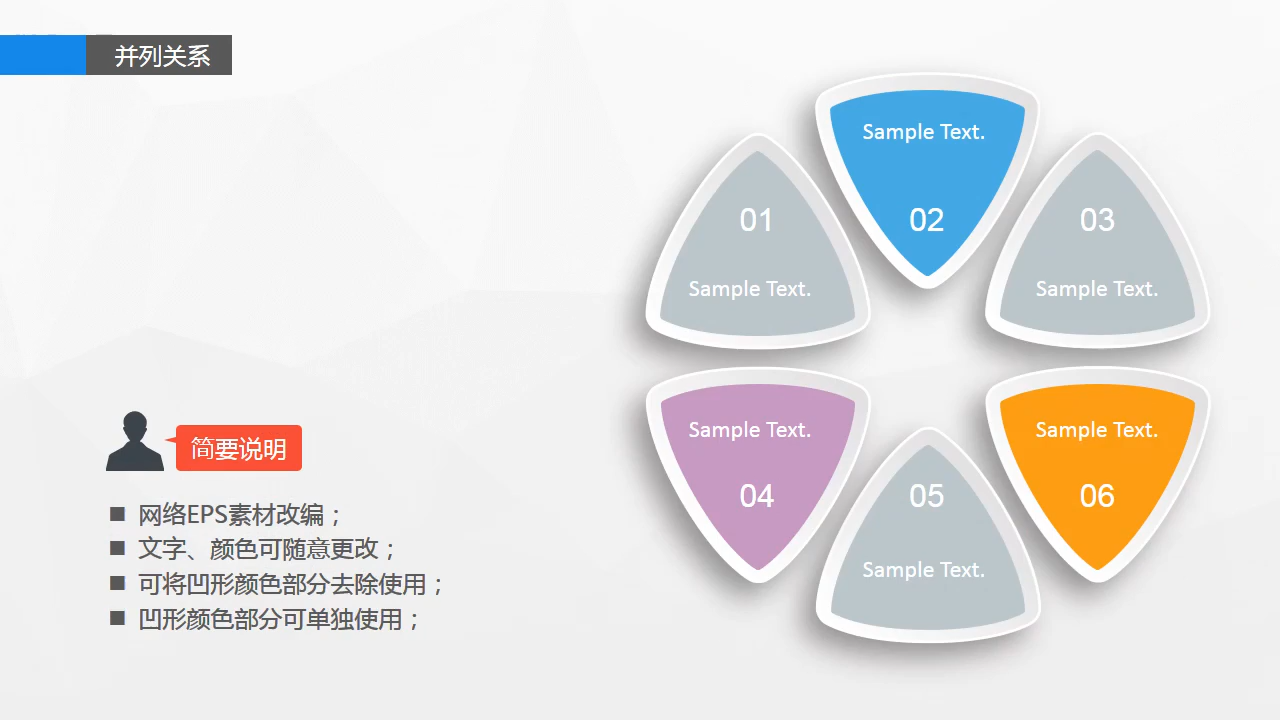 并列关系
Sample Text.
02
01
Sample Text.
03
Sample Text.
Sample Text.
04
05
Sample Text.
Sample Text.
06
简要说明
■ 网络EPS素材改编；
■ 文字、颜色可随意更改；
■ 可将凹形颜色部分去除使用；
■ 凹形颜色部分可单独使用；